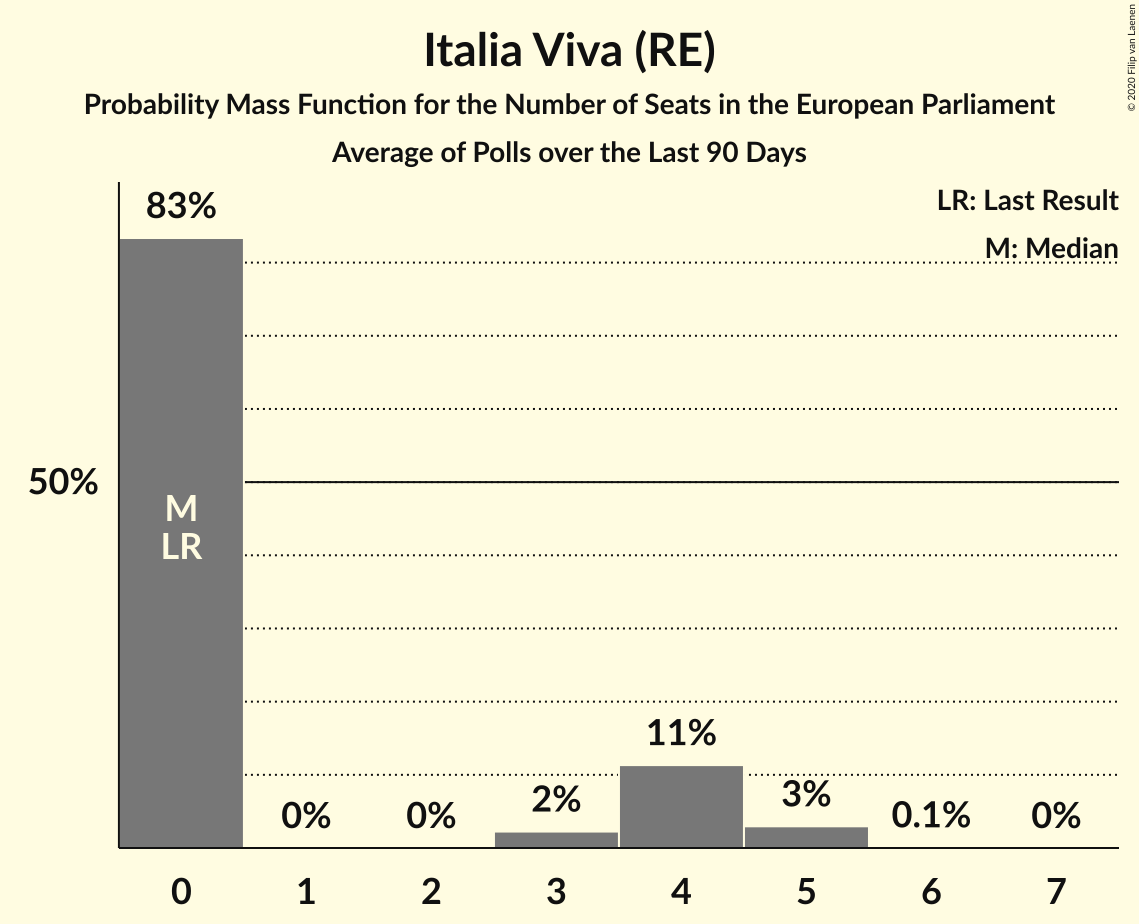 Italia Viva (RE)
Probability Mass Function for the Number of Seats in the European Parliament
Average of Polls over the Last 90 Days
© 2020 Filip van Laenen
LR: Last Result
M: Median
83%
50%
M
LR
0%
0%
2%
11%
3%
0.1%
0%
0 1 2 3 4 5 6 7